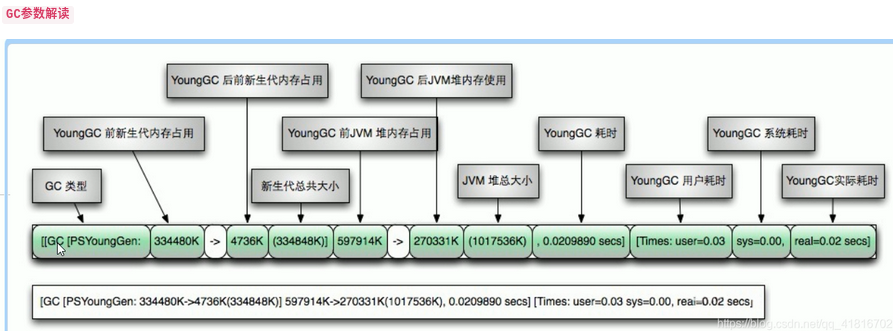 GC参数解读
YoungGC 后前新生代内存占用
YoungGC 后JVM堆内存使用
YoungGC 前新生代内存占用
YoungGC 前JVM 堆内存占用
YoungGC 耗时
YoungGC 系统耗时
GC 类型
新生代总共大小
JVM 堆总大小
YoungGC 用户耗时
YoungGC实际耗时
[[GC [PSYoungGen: 334480K -> 4736K (334848K)] 597914K -> 270331K (1017536K) , 0.0209890 secs] [Times: user=0.03 sys=0.00, real=0.02 secs]
[GC [PSYoungGen: 334480K->4736K(334848K)] 597914K->270331K(1017536K), 0.0209890 secs] [Times: user=0.03 sys=0.00, real=0.02 secs]
https://blog.csdn.net/qq_41816702